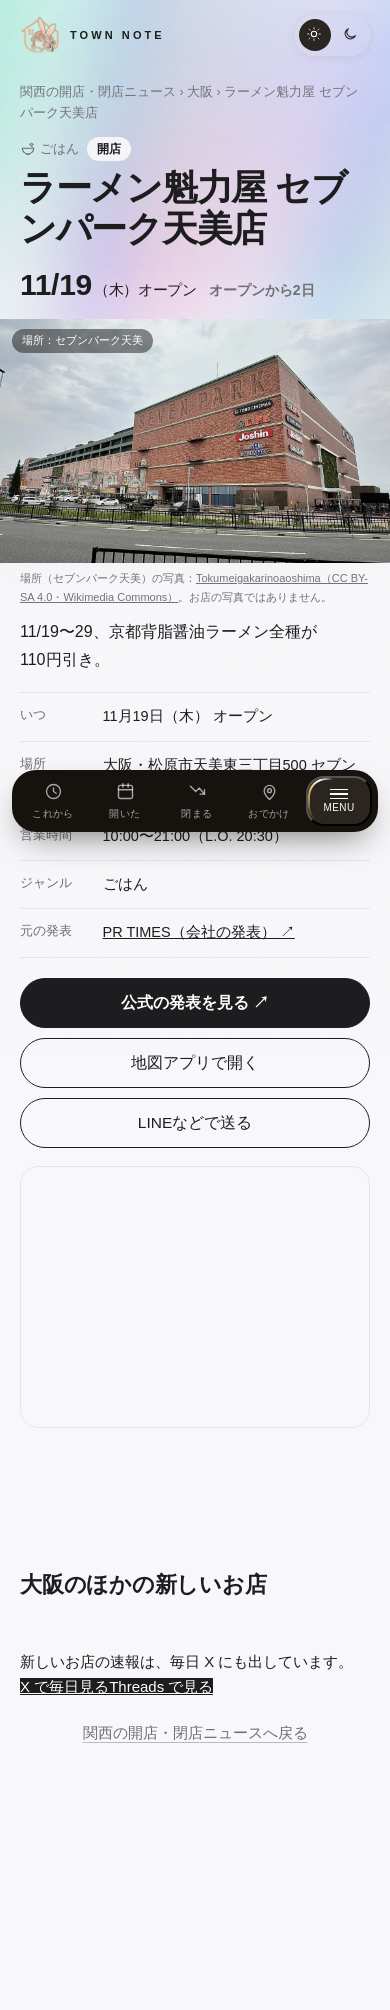 TOWN NOTE
関西の開店・閉店ニュース › 大阪 › ラーメン魁力屋 セブン
パーク天美店
ごはん 開店
ラーメン魁力屋 セブ
ンパーク天美店
11/19（木）オープン オープンから2日
場所：セブンパーク天美
SEVEN PARK
Joshin
場所（セブンパーク天美）の写真：Tokumeigakarinoaoshima（CC BY-
SA 4.0・Wikimedia Commons）。お店の写真ではありません。
11/19〜29、京都背脂醤油ラーメン全種が
110円引き。
いつ 11月19日（木） オープン
場所 大阪・松原市天美東三丁目500 セブン
これから 開いた 閉まる おでかけ MENU
営業時間 10:00〜21:00（L.O. 20:30）
ジャンル ごはん
元の発表 PR TIMES（会社の発表） ↗
公式の発表を見る ↗
地図アプリで開く
LINEなどで送る
大阪のほかの新しいお店
新しいお店の速報は、毎日 X にも出しています。
X で毎日見るThreads で見る
関西の開店・閉店ニュースへ戻る